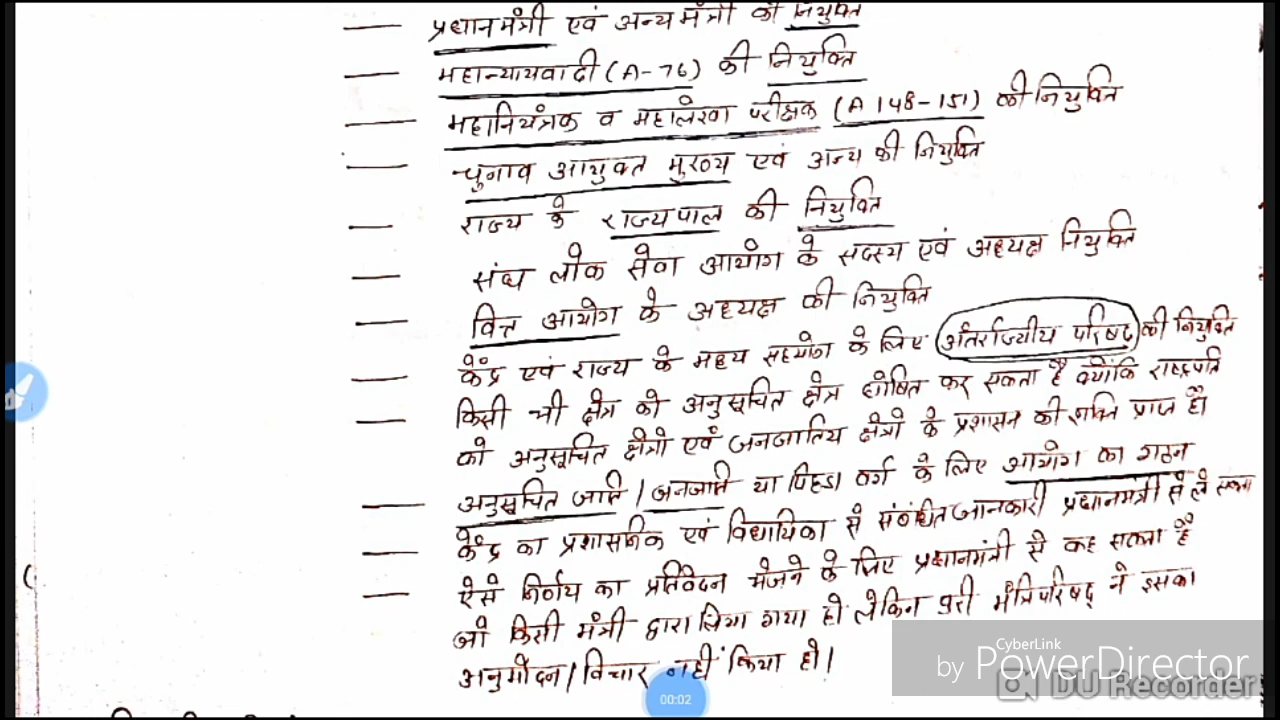 — प्रधानमंत्री एवं अन्य मंत्री की नियुक्ति
— महान्यायवादी (A-76) की नियुक्ति
— महानियंत्रक व महालेखा परीक्षक (A 148-151) की नियुक्ति
— चुनाव आयुक्त मुख्य एवं अन्य की नियुक्ति
— राज्य के राज्यपाल की नियुक्ति
— संघ लोक सेवा आयोग के सदस्य एवं अध्यक्ष नियुक्ति
— वित्त आयोग के अध्यक्ष की नियुक्ति
— केंद्र एवं राज्य के मध्य सहयोग के लिए अंतर्राज्यीय परिषद् की नियुक्ति
— किसी भी क्षेत्र को अनुसूचित क्षेत्र घोषित कर सकता है क्योंकि राष्ट्रपति
को अनुसूचित क्षेत्रो एवं जनजातिय क्षेत्रो के प्रशासन की शक्ति प्राप्त है।
— अनुसूचित जाति / जनजाति या पिछडा वर्ग के लिए आयोग का गठन
— केंद्र का प्रशासनिक एवं विधायिका से संबंधित जानकारी प्रधानमंत्री से ले सकता
— ऐसे निर्णय का प्रतिवेदन भेजने के लिए प्रधानमंत्री से कह सकता है
जो किसी मंत्री द्वारा लिया गया हो लेकिन पुरी मंत्रिपरिषद् ने इसका
अनुमोदन / विचार नहीं किया हो।
CyberLink
by PowerDirector
DU Recorder
00:02